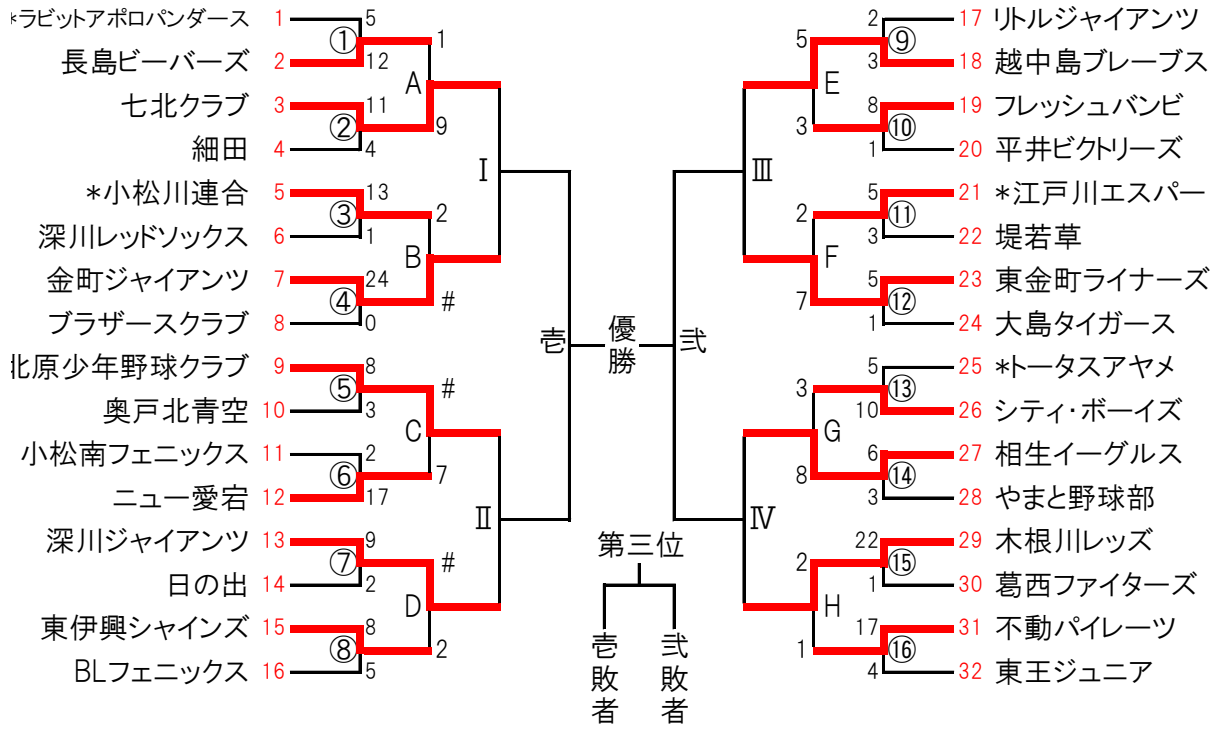 *ラビットアポロパンダース 1 5
① 1
長島ビーバーズ 2 12
A
七北クラブ 3 11
② 9
細田 4 4
Ⅰ
*小松川連合 5 13
③ 2
深川レッドソックス 6 1
B
金町ジャイアンツ 7 24
④ #
ブラザースクラブ 8 0
壱
北原少年野球クラブ 9 8
⑤ #
奥戸北青空 10 3
C
小松南フェニックス 11 2
⑥ 7
ニュー愛宕 12 17
Ⅱ
深川ジャイアンツ 13 9
⑦ #
日の出 14 2
D
東伊興シャインズ 15 8
⑧ 2
BLフェニックス 16 5
優勝
第三位
壱敗者
弐敗者
2 17 リトルジャイアンツ
5 ⑨
3 18 越中島ブレーブス
E
8 19 フレッシュバンビ
3 ⑩
1 20 平井ビクトリーズ
Ⅲ
5 21 *江戸川エスパー
2 ⑪
3 22 堤若草
F
5 23 東金町ライナーズ
7 ⑫
1 24 大島タイガース
弐
5 25 *トータスアヤメ
3 ⑬
10 26 シティ・ボーイズ
G
6 27 相生イーグルス
8 ⑭
3 28 やまと野球部
Ⅳ
22 29 木根川レッズ
2 ⑮
1 30 葛西ファイターズ
H
17 31 不動パイレーツ
1 ⑯
4 32 東王ジュニア